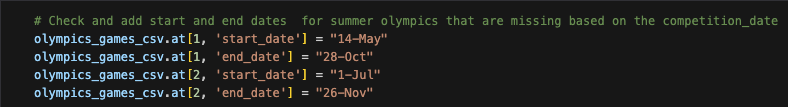 # Check and add start and end dates  for summer olympics that are missing based on the competition_date
olympics_games_csv.at[1, 'start_date'] = "14-May"
olympics_games_csv.at[1, 'end_date'] = "28-Oct"
olympics_games_csv.at[2, 'start_date'] = "1-Jul"
olympics_games_csv.at[2, 'end_date'] = "26-Nov"